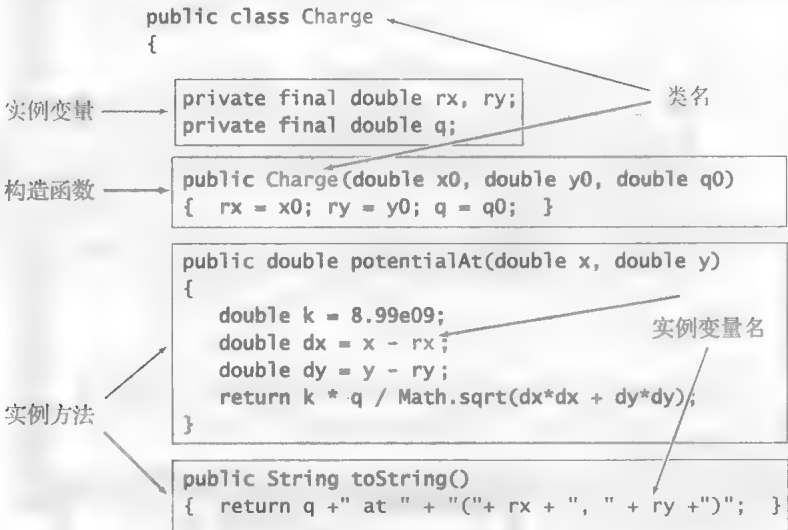 public class Charge
{
类名
实例变量
private final double rx, ry;
private final double q;
构造函数
public Charge(double x0, double y0, double q0)
{ rx = x0; ry = y0; q = q0; }
public double potentialAt(double x, double y)
{
double k = 8.99e09;
double dx = x - rx;
double dy = y - ry;
return k * q / Math.sqrt(dx*dx + dy*dy);
}
实例变量名
实例方法
public String toString()
{ return q +" at " + "("+ rx + ", " + ry +")"; }